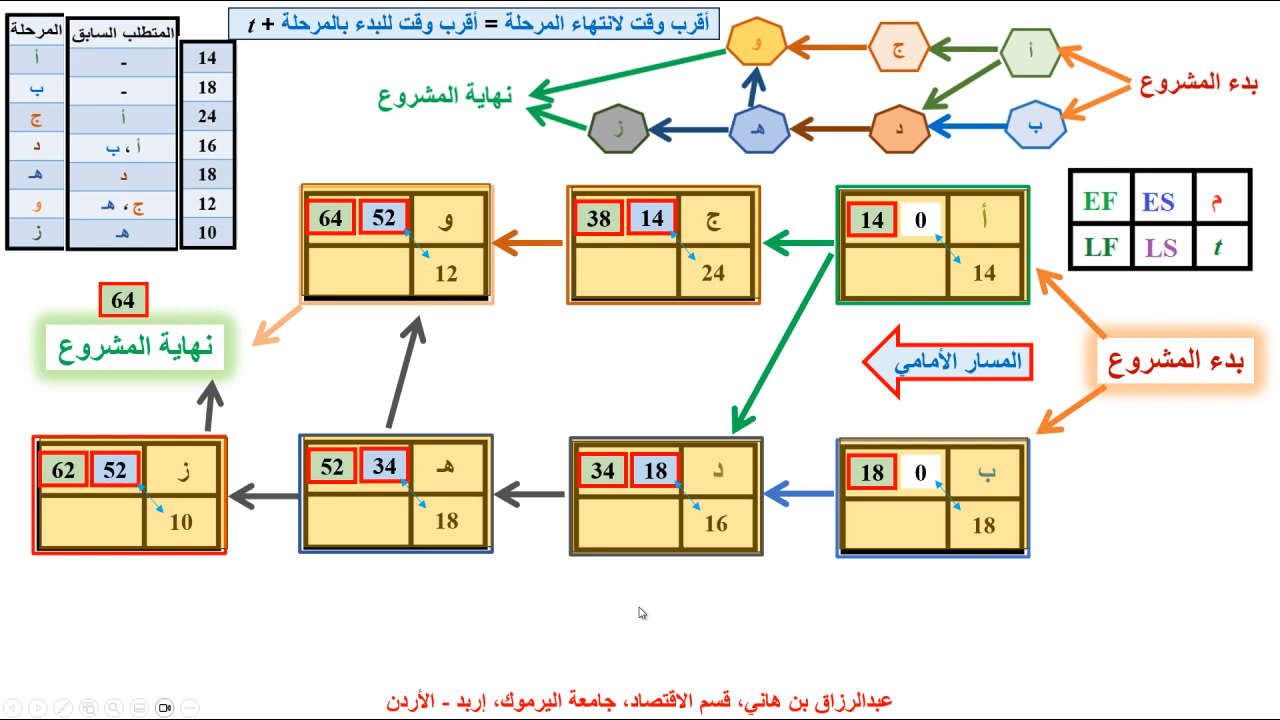 أقرب وقت لانتهاء المرحلة = أقرب وقت للبدء بالمرحلة + t
المرحلة المتطلب السابق
أ - 14
ب - 18
ج أ 24
د أ ، ب 16
هـ د 18
و ج ، هـ 12
ز هـ 10
بدء المشروع
أ
ج
و
ب
د
هـ
ز
نهاية المشروع
م ES EF
t LS LF
أ 0 14
14
ج 14 38
24
و 52 64
12
64
نهاية المشروع
المسار الأمامي
بدء المشروع
ب 0 18
18
د 18 34
16
هـ 34 52
18
ز 52 62
10
عبدالرزاق بن هاني، قسم الاقتصاد، جامعة اليرموك، إربد - الأردن